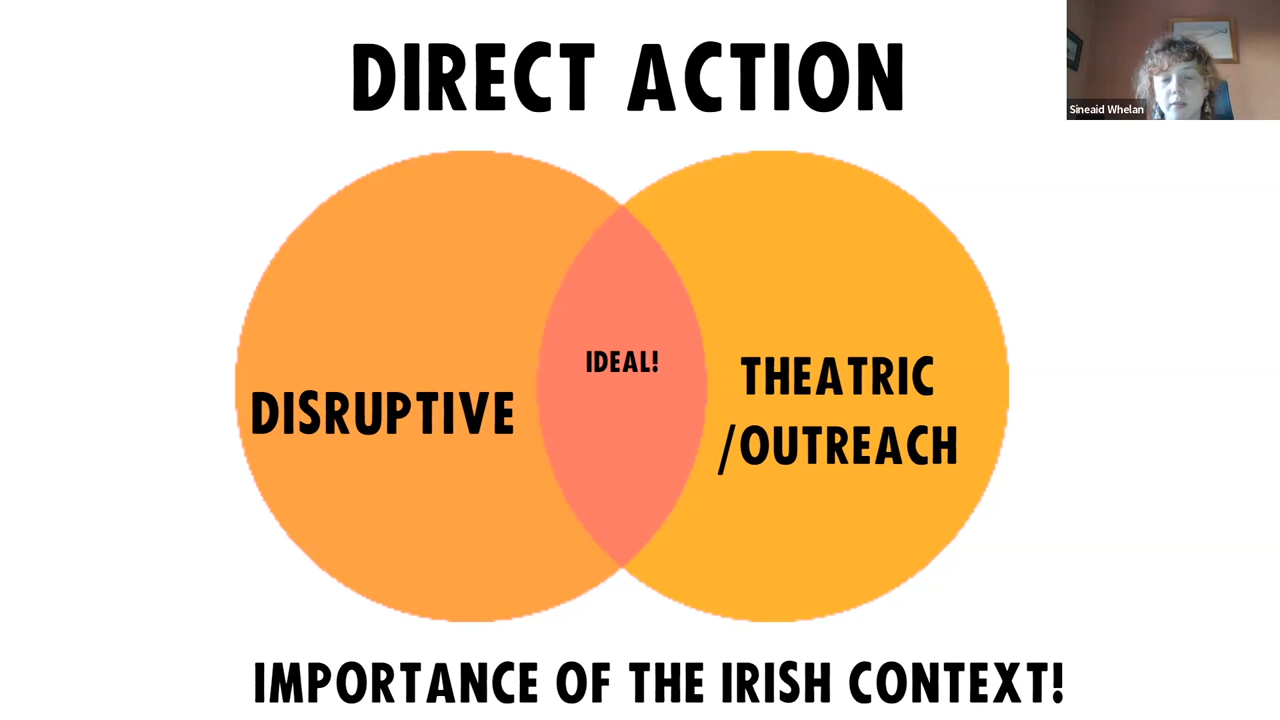 DIRECT ACTION
Sineaid Whelan
IDEAL!
DISRUPTIVE
THEATRIC
/OUTREACH
IMPORTANCE OF THE IRISH CONTEXT!